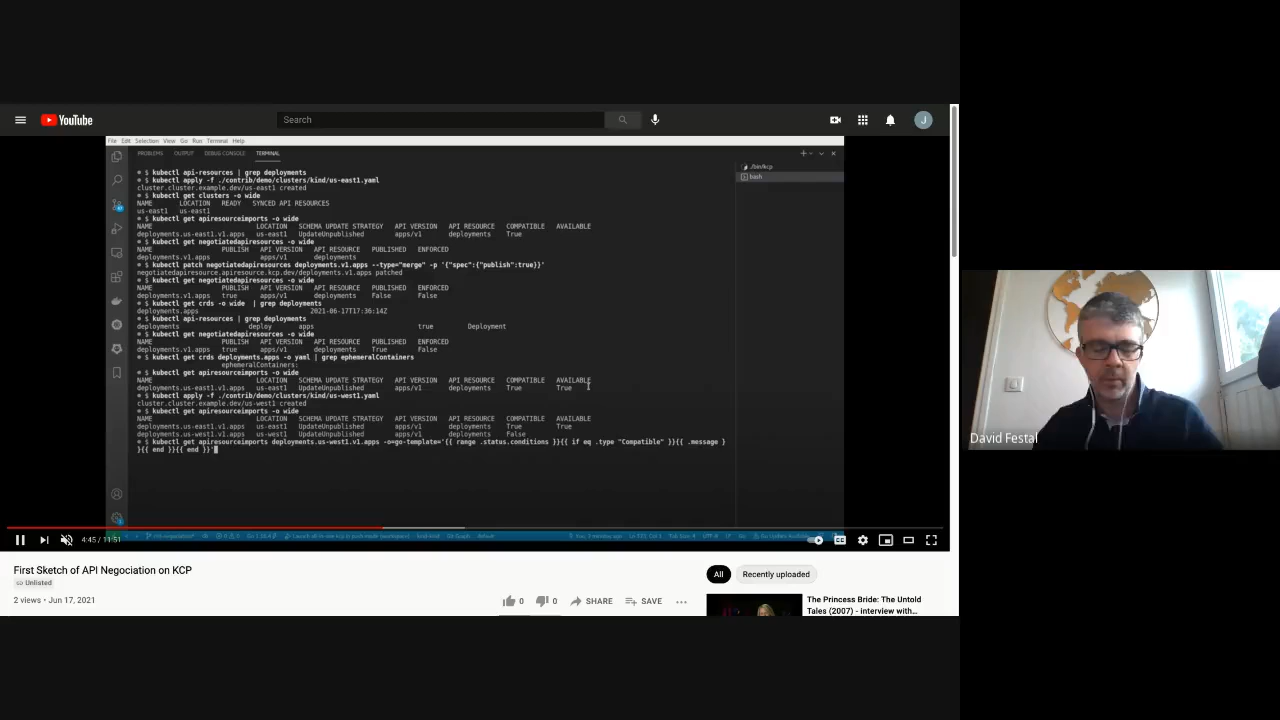 YouTube
Search
J
File Edit Selection View Go Run Terminal Help
PROBLEMS OUTPUT DEBUG CONSOLE TERMINAL
./bin/kcp
bash
$ kubectl api-resources | grep deployments
$ kubectl apply -f ./contrib/demo/clusters/kind/us-east1.yaml
cluster.cluster.example.dev/us-east1 created
$ kubectl get clusters -o wide
NAME LOCATION READY SYNCED API RESOURCES
us-east1 us-east1
$ kubectl get apiresourceimports -o wide
NAME LOCATION SCHEMA UPDATE STRATEGY API VERSION API RESOURCE COMPATIBLE AVAILABLE
deployments.us-east1.v1.apps us-east1 UpdateUnpublished apps/v1 deployments True
$ kubectl get negotiatedapiresources -o wide
NAME PUBLISH API VERSION API RESOURCE PUBLISHED ENFORCED
deployments.v1.apps apps/v1 deployments
$ kubectl patch negotiatedapiresources deployments.v1.apps --type="merge" -p '{"spec":{"publish":true}}'
negotiatedapiresource.apiresource.kcp.dev/deployments.v1.apps patched
$ kubectl get negotiatedapiresources -o wide
NAME PUBLISH API VERSION API RESOURCE PUBLISHED ENFORCED
deployments.v1.apps true apps/v1 deployments False False
$ kubectl get crds -o wide | grep deployments
deployments.apps 2021-06-17T17:36:14Z
$ kubectl api-resources | grep deployments
deployments deploy apps true Deployment
$ kubectl get negotiatedapiresources -o wide
NAME PUBLISH API VERSION API RESOURCE PUBLISHED ENFORCED
deployments.v1.apps true apps/v1 deployments True False
$ kubectl get crds deployments.apps -o yaml | grep ephemeralContainers
ephemeralContainers:
$ kubectl get apiresourceimports -o wide
NAME LOCATION SCHEMA UPDATE STRATEGY API VERSION API RESOURCE COMPATIBLE AVAILABLE
deployments.us-east1.v1.apps us-east1 UpdateUnpublished apps/v1 deployments True True
$ kubectl apply -f ./contrib/demo/clusters/kind/us-west1.yaml
cluster.cluster.example.dev/us-west1 created
$ kubectl get apiresourceimports -o wide
NAME LOCATION SCHEMA UPDATE STRATEGY API VERSION API RESOURCE COMPATIBLE AVAILABLE
deployments.us-east1.v1.apps us-east1 UpdateUnpublished apps/v1 deployments True True
deployments.us-west1.v1.apps us-west1 UpdateUnpublished apps/v1 deployments False
$ kubectl get apiresourceimports deployments.us-west1.v1.apps -o=go-template='{{ range .status.conditions }}{{ if eq .type "Compatible" }}{{ .message }
}{{ end }}{{ end }}'
4:45 / 11:51
CC
David Festal
First Sketch of API Negociation on KCP
Unlisted
2 views • Jun 17, 2021
0 0 SHARE SAVE
All Recently uploaded
The Princess Bride: The Untold
Tales (2007) - interview with...